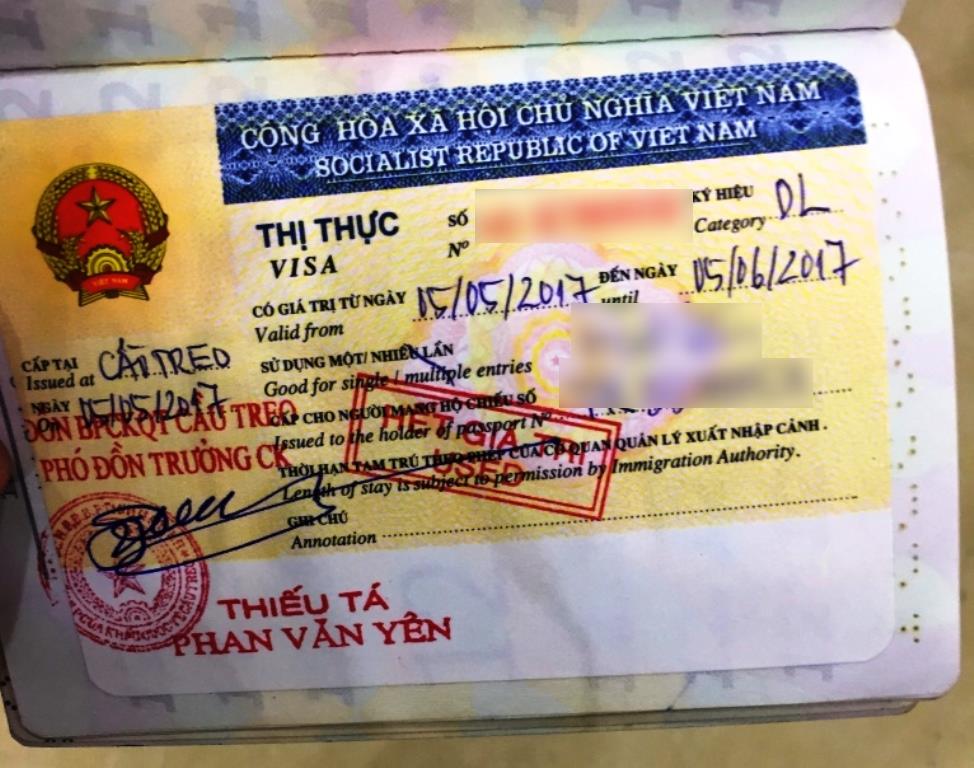 CỘNG HÒA XÃ HỘI CHỦ NGHĨA VIỆT NAM
SOCIALIST REPUBLIC OF VIET NAM
VIỆT NAM
THỊ THỰC
VISA
SỐ
Nº
KÝ HIỆU
Category DL
CÓ GIÁ TRỊ TỪ NGÀY 05/05/2017 ĐẾN NGÀY 05/06/2017
Valid from until
CẤP TẠI CẦU TREO
Issued at
NGÀY 05/05/2017
SỬ DỤNG MỘT/ NHIỀU LẦN
Good for single / multiple entries
CẤP CHO NGƯỜI MANG HỘ CHIẾU SỐ
Issued to the holder of passport Nº
USED
THỜI HẠN TẠM TRÚ THEO PHÉP CỦA CƠ QUAN QUẢN LÝ XUẤT NHẬP CẢNH.
Length of stay is subject to permission by Immigration Authority.
GHI CHÚ
Annotation
ĐỒN BPCKQT CẦU TREO
PHÓ ĐỒN TRƯỞNG CK
THIẾU TÁ
PHAN VĂN YÊN